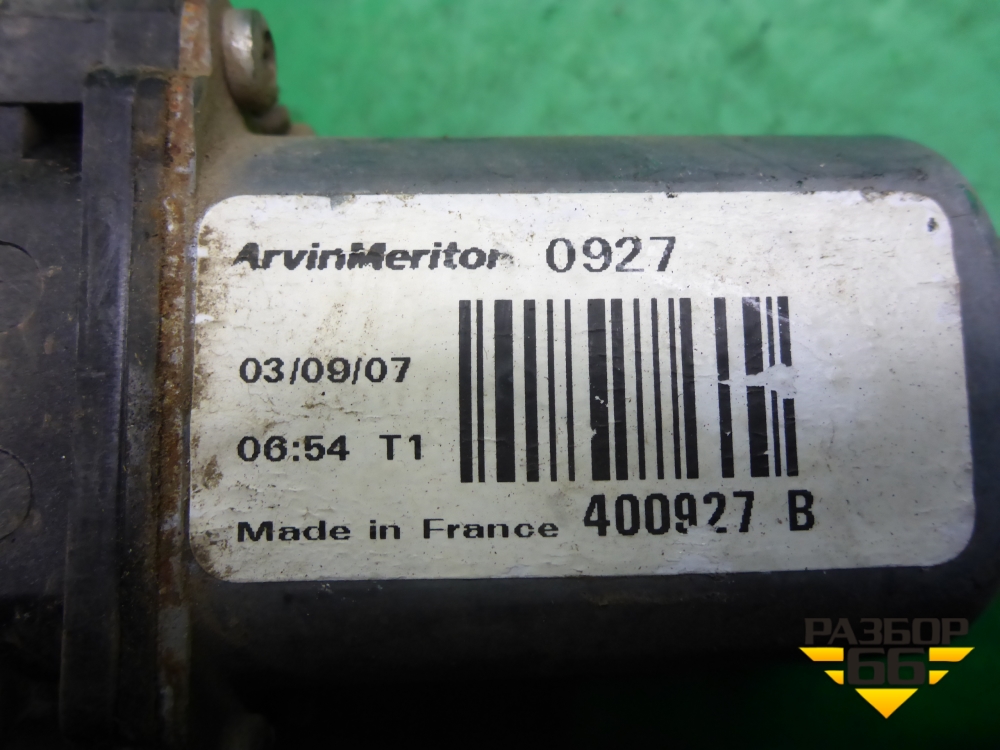 ArvinMeritor 0927
03/09/07
06:54 T1
Made in France 400927 B
РАЗБОР
66